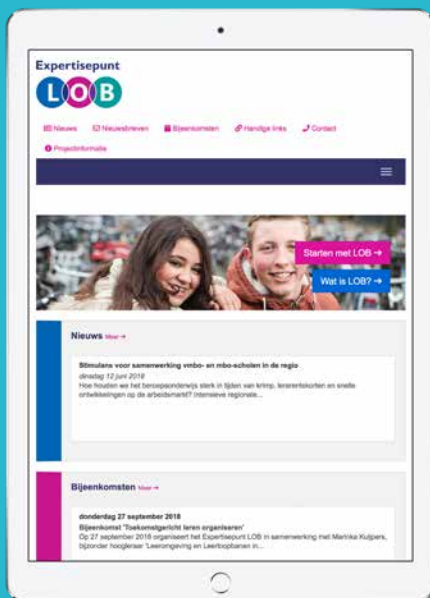 Expertisepunt
LOB
Nieuws Nieuwsbrieven Bijeenkomsten Handige links Contact
Projectinformatie
Starten met LOB →
Wat is LOB? →
Nieuws Meer →
Stimulans voor samenwerking vmbo- en mbo-scholen in de regio
dinsdag 12 juni 2018
Hoe houden we het beroepsonderwijs sterk in tijden van krimp, lerarentekorten en snelle
ontwikkelingen op de arbeidsmarkt? Intensieve regionale...
Bijeenkomsten Meer →
donderdag 27 september 2018
Bijeenkomst 'Toekomstgericht leren organiseren'
Op 27 september 2018 organiseert het Expertisepunt LOB in samenwerking met Marinka Kuijpers,
bijzonder hoogleraar 'Leeromgeving en Leerloopbanen in...